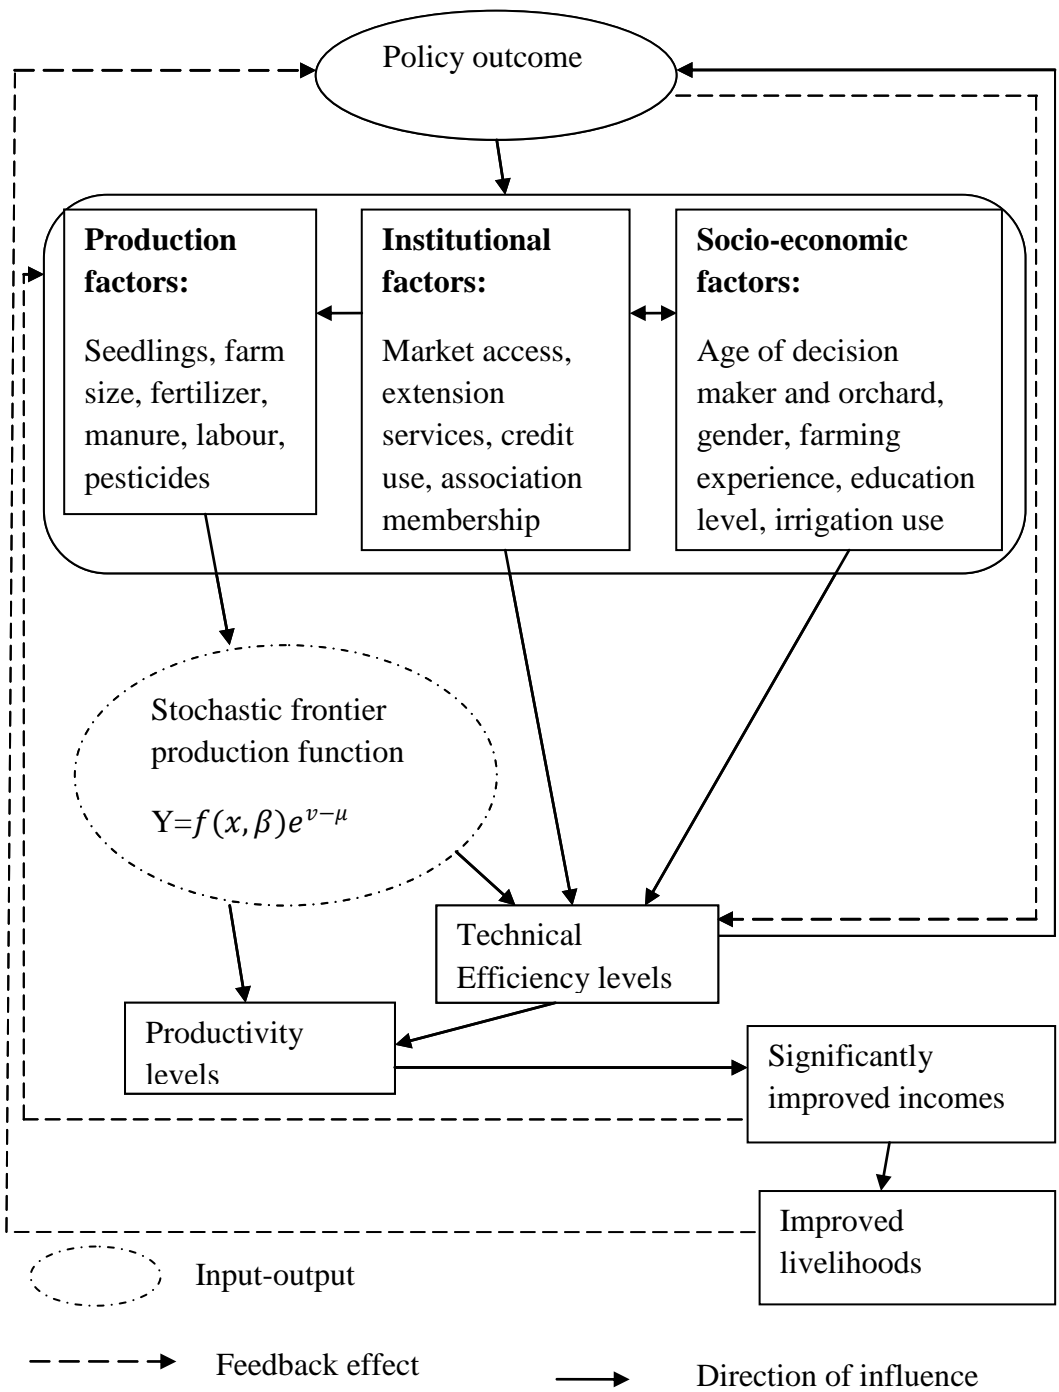 Policy outcome
Production
factors:
Seedlings, farm
size, fertilizer,
manure, labour,
pesticides
Institutional
factors:
Market access,
extension
services, credit
use, association
membership
Socio-economic
factors:
Age of decision
maker and orchard,
gender, farming
experience, education
level, irrigation use
Stochastic frontier
production function
Y=f(x, β)e^{v−μ}
Technical
Efficiency levels
Productivity
levels
Significantly
improved incomes
Improved
livelihoods
Input-output
Feedback effect
Direction of influence